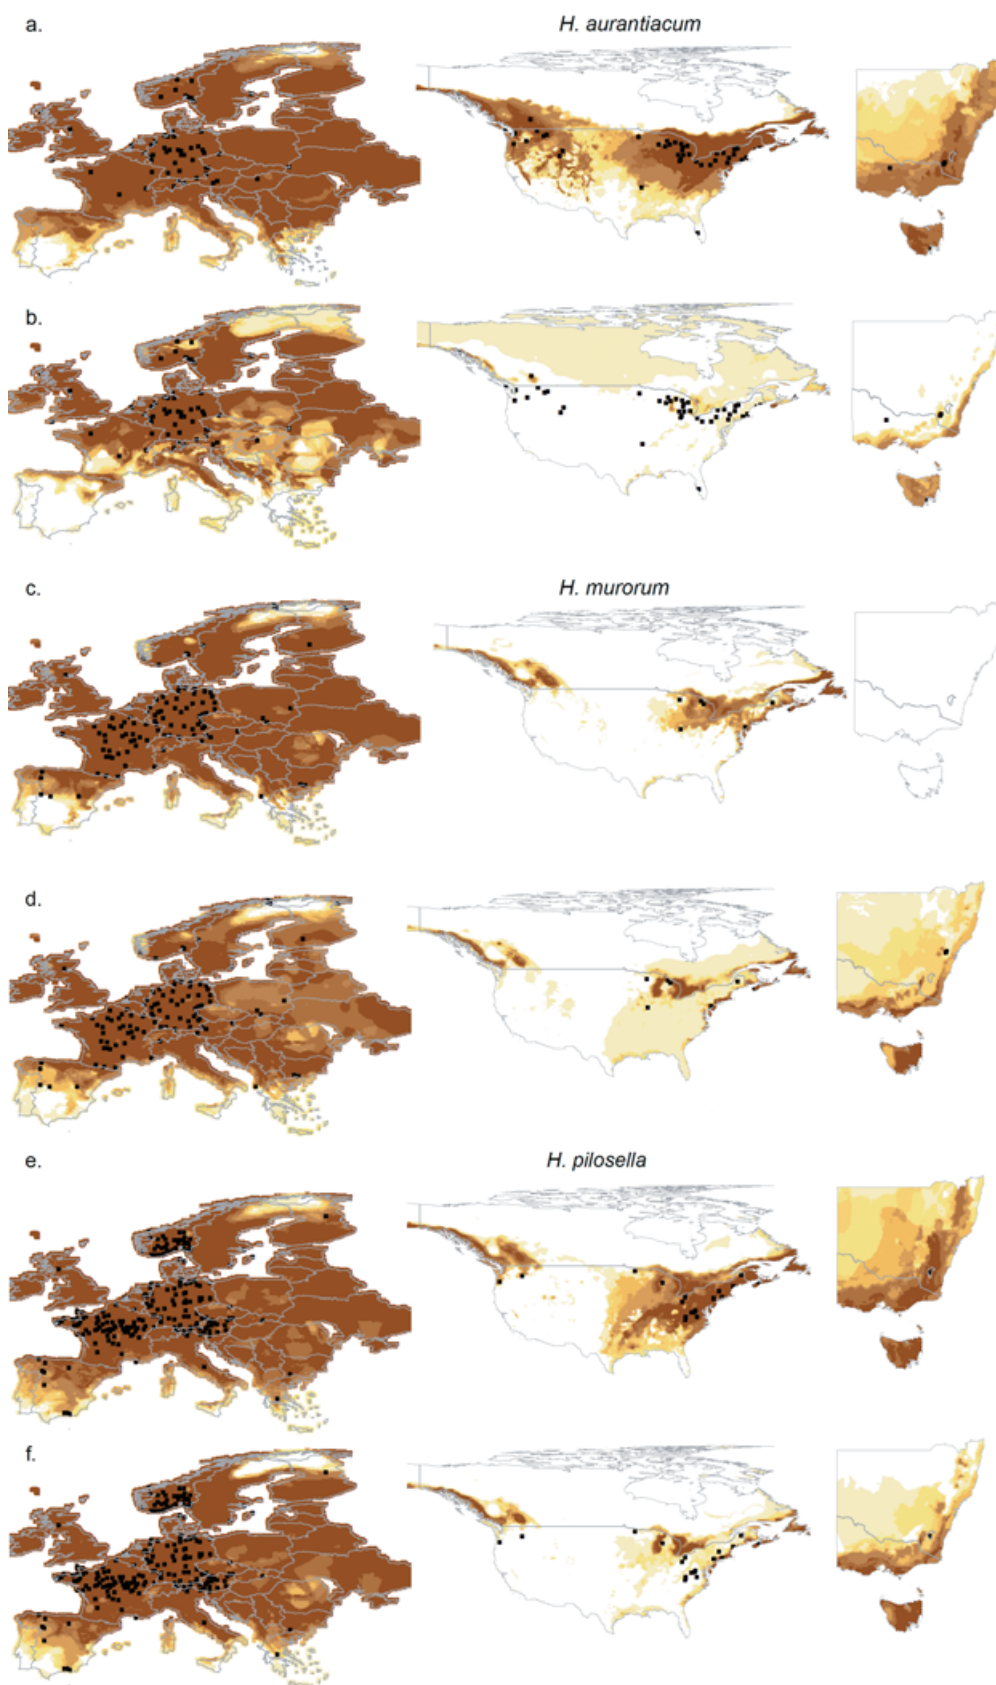 a.
H. aurantiacum
b.
c.
H. murorum
d.
e.
H. pilosella
f.